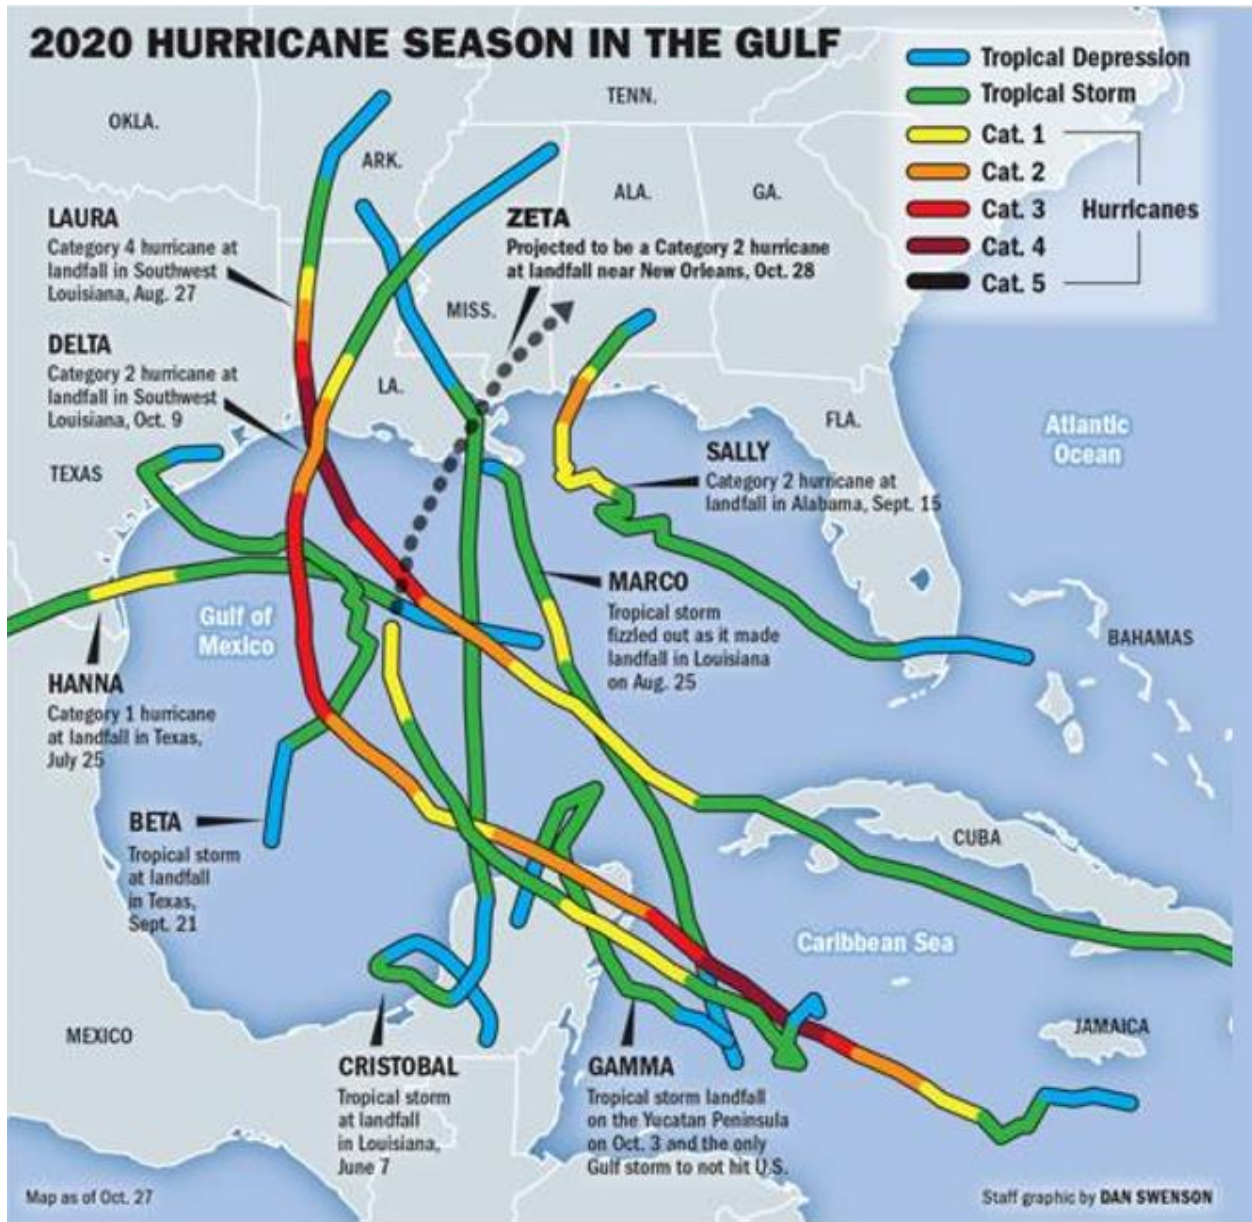 2020 HURRICANE SEASON IN THE GULF
Tropical Depression
Tropical Storm
Cat. 1
Cat. 2
Cat. 3
Hurricanes
Cat. 4
Cat. 5
OKLA.
TENN.
ARK.
ALA.
GA.
MISS.
LA.
FLA.
TEXAS
LAURA
Category 4 hurricane at
landfall in Southwest
Louisiana, Aug. 27
ZETA
Projected to be a Category 2 hurricane
at landfall near New Orleans, Oct. 28
DELTA
Category 2 hurricane at
landfall in Southwest
Louisiana, Oct. 9
Atlantic
Ocean
SALLY
Category 2 hurricane at
landfall in Alabama, Sept. 15
MARCO
Tropical storm
fizzled out as it made
landfall in Louisiana
on Aug. 25
Gulf of
Mexico
BAHAMAS
HANNA
Category 1 hurricane
at landfall in Texas,
July 25
BETA
Tropical storm
at landfall
in Texas,
Sept. 21
CUBA
Caribbean Sea
MEXICO
JAMAICA
CRISTOBAL
Tropical storm
at landfall
in Louisiana,
June 7
GAMMA
Tropical storm landfall
on the Yucatan Peninsula
on Oct. 3 and the only
Gulf storm to not hit U.S.
Map as of Oct. 27
Staff graphic by DAN SWENSON